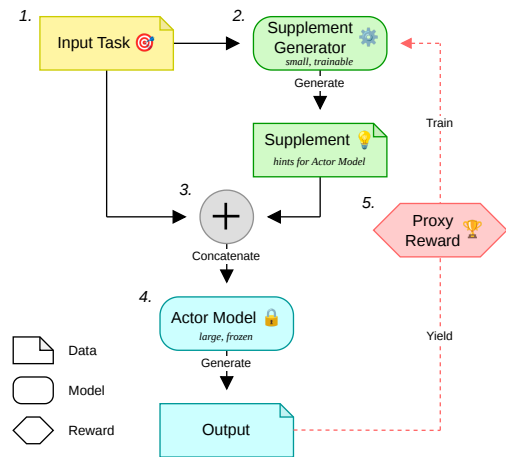 1.
Input Task
2.
Supplement
Generator
small, trainable
Generate
Supplement
hints for Actor Model
Train
3.
Concatenate
5.
Proxy
Reward
4.
Actor Model
large, frozen
Generate
Yield
Output
Data
Model
Reward